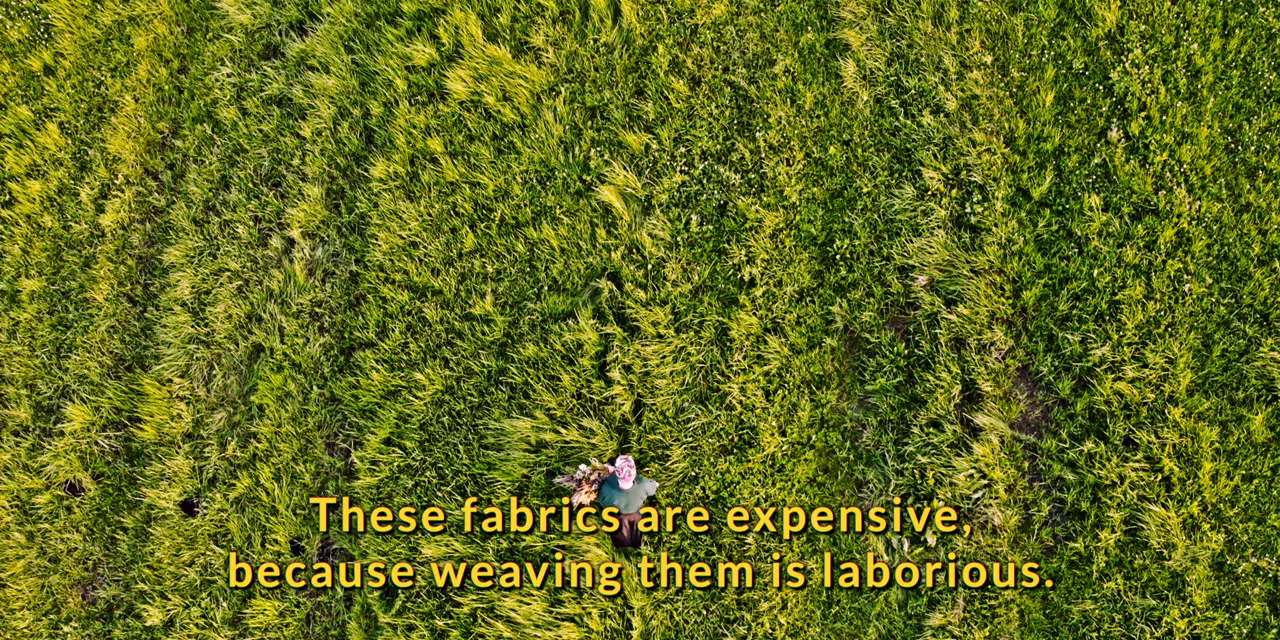 These fabrics are expensive,
because weaving them is laborious.